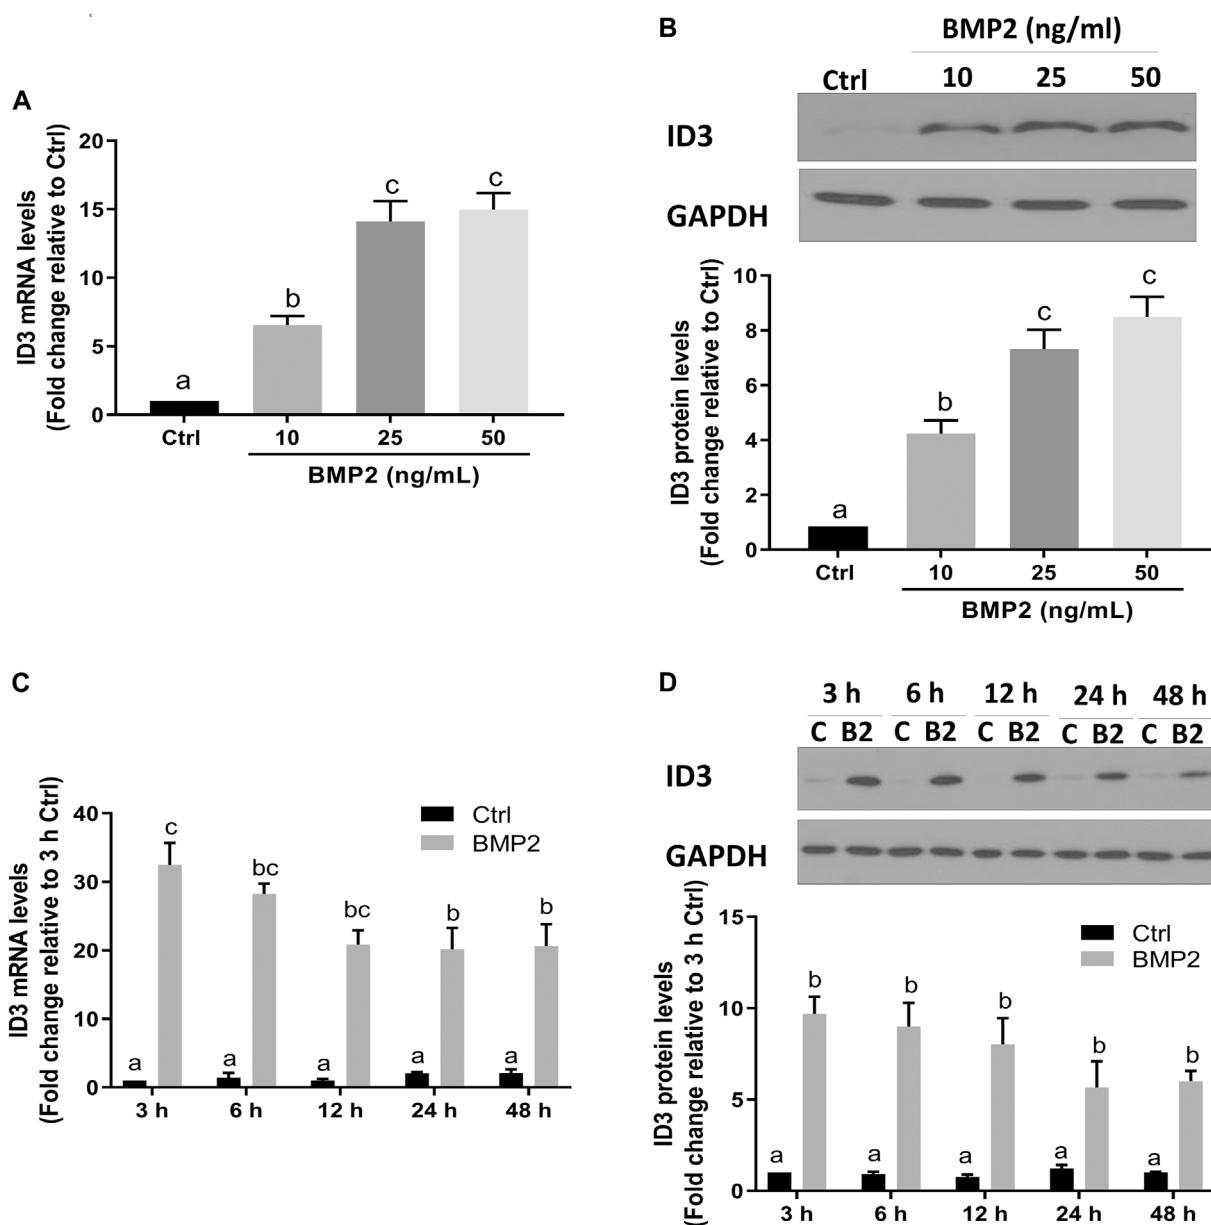 A
ID3 mRNA levels
(Fold change relative to Ctrl)
20
15
10
5
0
a
b
c
c
Ctrl
10
25
50
BMP2 (ng/mL)
B
BMP2 (ng/ml)
Ctrl
10
25
50
ID3
GAPDH
ID3 protein levels
(Fold change relative to Ctrl)
10
8
6
4
2
0
a
b
c
c
Ctrl
10
25
50
BMP2 (ng/mL)
C
ID3 mRNA levels
(Fold change relative to 3 h Ctrl)
40
30
20
10
0
Ctrl
BMP2
a
c
a
bc
a
bc
a
b
a
b
3 h
6 h
12 h
24 h
48 h
D
3 h
6 h
12 h
24 h
48 h
C B2 C B2 C B2 C B2 C B2
ID3
GAPDH
ID3 protein levels
(Fold change relative to 3 h Ctrl)
15
10
5
0
Ctrl
BMP2
a
b
a
b
a
b
a
b
a
b
3 h
6 h
12 h
24 h
48 h